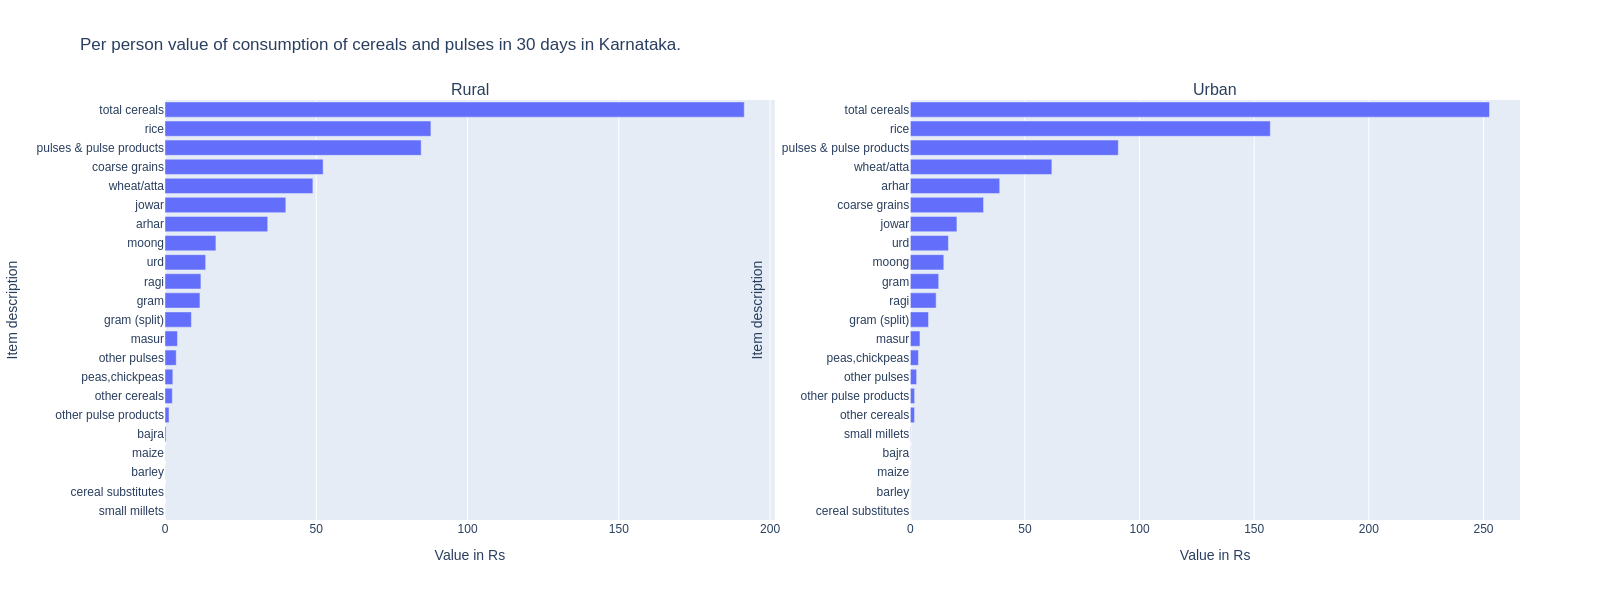 Per person value of consumption of cereals and pulses in 30 days in Karnataka.
Rural
total cereals
rice
pulses & pulse products
coarse grains
wheat/atta
jowar
arhar
moong
urd
ragi
gram
gram (split)
masur
other pulses
peas,chickpeas
other cereals
other pulse products
bajra
maize
barley
cereal substitutes
small millets
Item description
0 50 100 150 200
Value in Rs
Urban
total cereals
rice
pulses & pulse products
wheat/atta
arhar
coarse grains
jowar
urd
moong
gram
ragi
gram (split)
masur
peas,chickpeas
other pulses
other pulse products
other cereals
small millets
bajra
maize
barley
cereal substitutes
Item description
0 50 100 150 200 250
Value in Rs